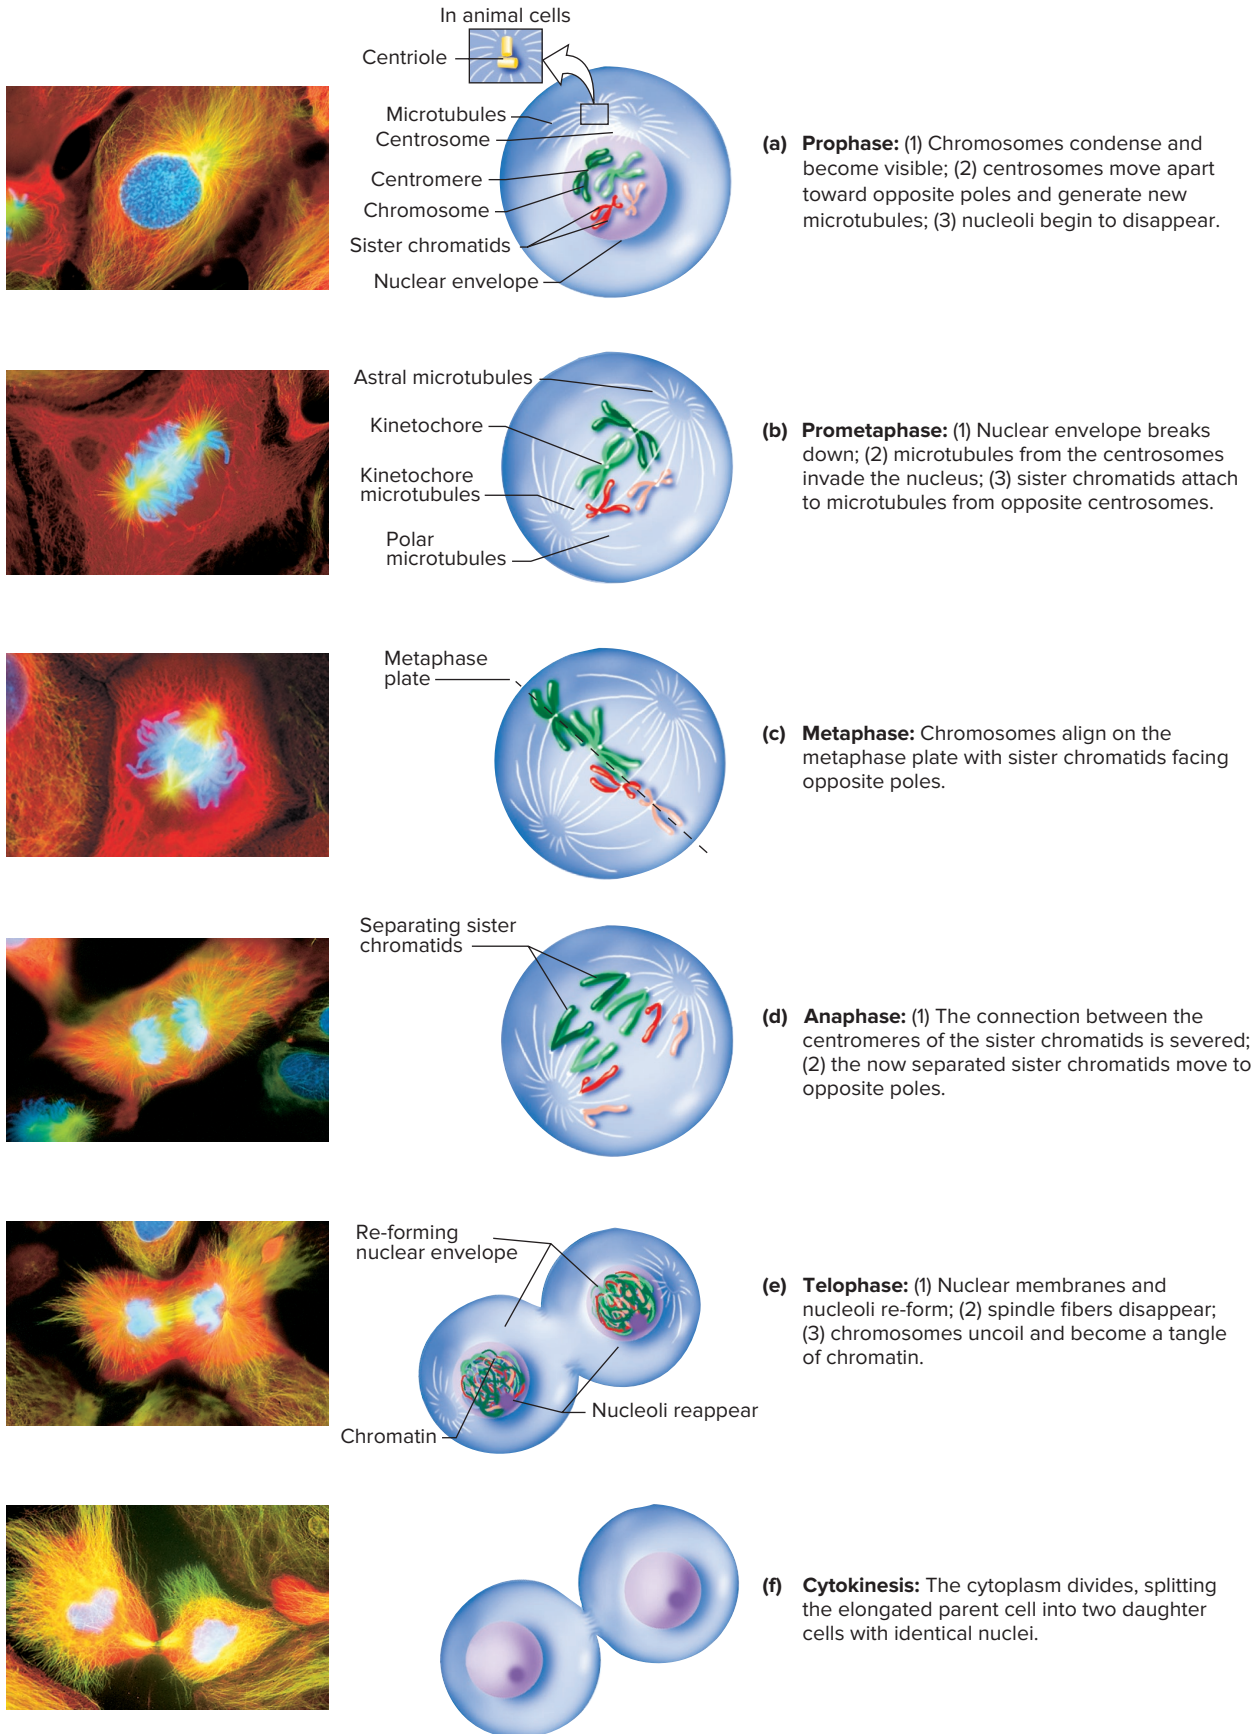 In animal cells
Centriole
Microtubules
Centrosome
Centromere
Chromosome
Sister chromatids
Nuclear envelope
(a) Prophase: (1) Chromosomes condense and
become visible; (2) centrosomes move apart
toward opposite poles and generate new
microtubules; (3) nucleoli begin to disappear.
Astral microtubules
Kinetochore
Kinetochore
microtubules
Polar
microtubules
(b) Prometaphase: (1) Nuclear envelope breaks
down; (2) microtubules from the centrosomes
invade the nucleus; (3) sister chromatids attach
to microtubules from opposite centrosomes.
Metaphase
plate
(c) Metaphase: Chromosomes align on the
metaphase plate with sister chromatids facing
opposite poles.
Separating sister
chromatids
(d) Anaphase: (1) The connection between the
centromeres of the sister chromatids is severed;
(2) the now separated sister chromatids move to
opposite poles.
Re-forming
nuclear envelope
Chromatin
Nucleoli reappear
(e) Telophase: (1) Nuclear membranes and
nucleoli re-form; (2) spindle fibers disappear;
(3) chromosomes uncoil and become a tangle
of chromatin.
(f) Cytokinesis: The cytoplasm divides, splitting
the elongated parent cell into two daughter
cells with identical nuclei.